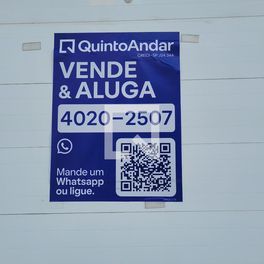 QuintoAndar
VENDE
& ALUGA
4020-2507
Mande um
Whatsapp
ou ligue.